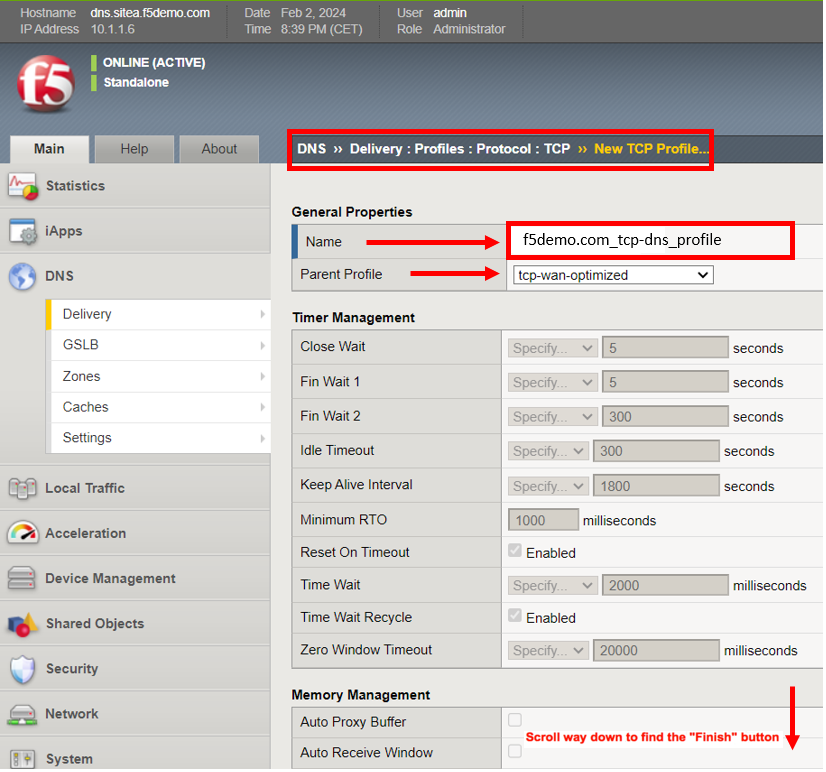 Hostname dns.sitea.f5demo.com Date Feb 2, 2024 User admin
IP Address 10.1.1.6 Time 8:39 PM (CET) Role Administrator
f5
ONLINE (ACTIVE)
Standalone
Main Help About
DNS ›› Delivery : Profiles : Protocol : TCP ›› New TCP Profile...
Statistics
iApps
DNS
Delivery
GSLB
Zones
Caches
Settings
Local Traffic
Acceleration
Device Management
Shared Objects
Security
Network
System
General Properties
Name f5demo.com_tcp-dns_profile
Parent Profile tcp-wan-optimized
Timer Management
Close Wait Specify... 5 seconds
Fin Wait 1 Specify... 5 seconds
Fin Wait 2 Specify... 300 seconds
Idle Timeout Specify... 300 seconds
Keep Alive Interval Specify... 1800 seconds
Minimum RTO 1000 milliseconds
Reset On Timeout Enabled
Time Wait Specify... 2000 milliseconds
Time Wait Recycle Enabled
Zero Window Timeout Specify... 20000 milliseconds
Memory Management
Auto Proxy Buffer
Scroll way down to find the "Finish" button
Auto Receive Window